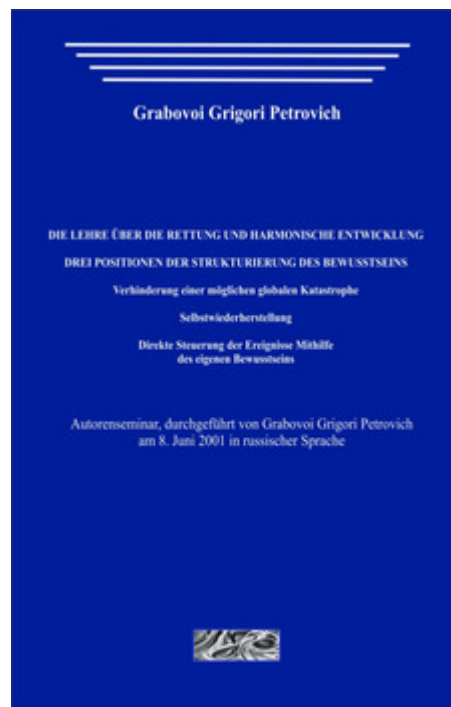 Grabovoi Grigori Petrovich
DIE LEHRE ÜBER DIE RETTUNG UND HARMONISCHE ENTWICKLUNG
DREI POSITIONEN DER STRUKTURIERUNG DES BEWUSSTSEINS
Verhinderung einer möglichen globalen Katastrophe
Selbstwiederherstellung
Direkte Steuerung der Ereignisse Mithilfe
des eigenen Bewusstseins
Autorenseminar, durchgeführt von Grabovoi Grigori Petrovich
am 8. Juni 2001 in russischer Sprache